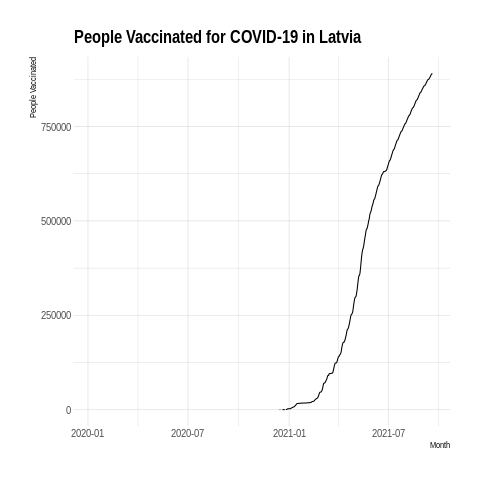 People Vaccinated for COVID-19 in Latvia
People Vaccinated
750000
500000
250000
0
2020-01 2020-07 2021-01 2021-07
Month